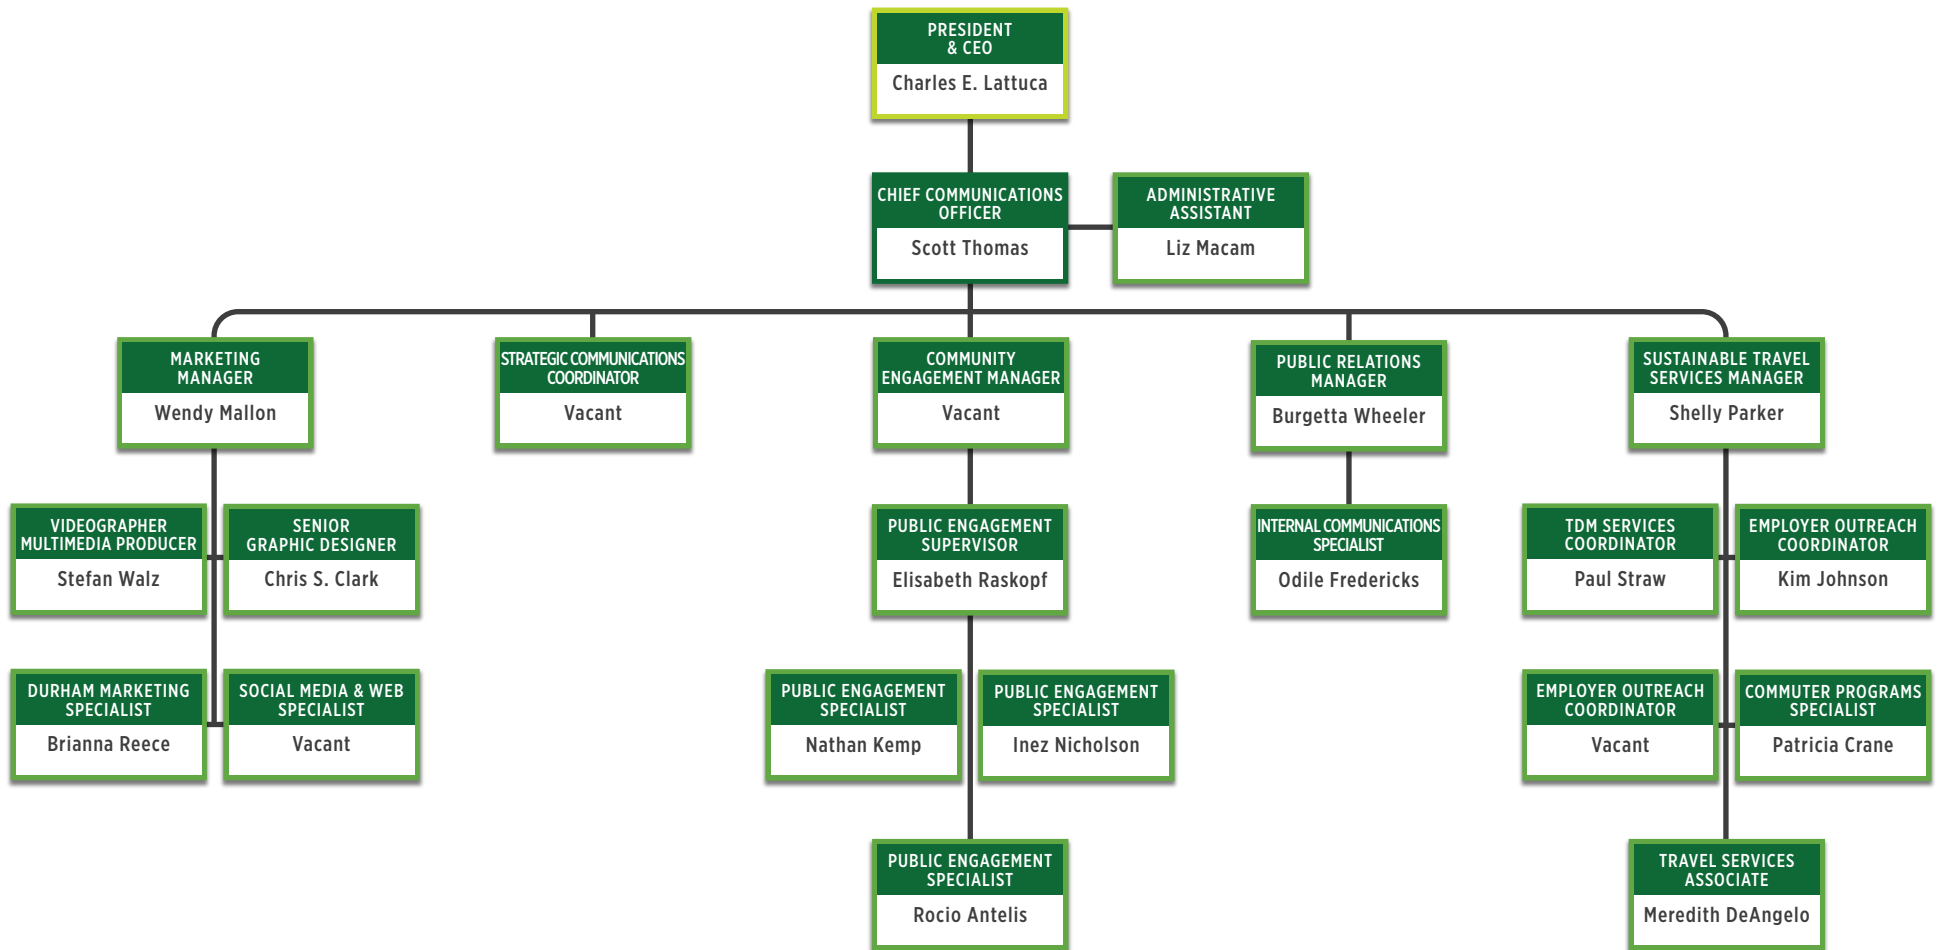 PRESIDENT
& CEO
Charles E. Lattuca
CHIEF COMMUNICATIONS
OFFICER
Scott Thomas
ADMINISTRATIVE
ASSISTANT
Liz Macam
MARKETING
MANAGER
Wendy Mallon
STRATEGIC COMMUNICATIONS
COORDINATOR
Vacant
COMMUNITY
ENGAGEMENT MANAGER
Vacant
PUBLIC RELATIONS
MANAGER
Burgetta Wheeler
SUSTAINABLE TRAVEL
SERVICES MANAGER
Shelly Parker
VIDEOGRAPHER
MULTIMEDIA PRODUCER
Stefan Walz
SENIOR
GRAPHIC DESIGNER
Chris S. Clark
PUBLIC ENGAGEMENT
SUPERVISOR
Elisabeth Raskopf
INTERNAL COMMUNICATIONS
SPECIALIST
Odile Fredericks
TDM SERVICES
COORDINATOR
Paul Straw
EMPLOYER OUTREACH
COORDINATOR
Kim Johnson
DURHAM MARKETING
SPECIALIST
Brianna Reece
SOCIAL MEDIA & WEB
SPECIALIST
Vacant
PUBLIC ENGAGEMENT
SPECIALIST
Nathan Kemp
PUBLIC ENGAGEMENT
SPECIALIST
Inez Nicholson
EMPLOYER OUTREACH
COORDINATOR
Vacant
COMMUTER PROGRAMS
SPECIALIST
Patricia Crane
PUBLIC ENGAGEMENT
SPECIALIST
Rocio Antelis
TRAVEL SERVICES
ASSOCIATE
Meredith DeAngelo